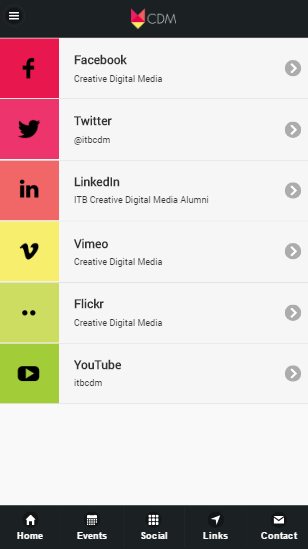 CDM
Facebook
Creative Digital Media
Twitter
@itbcdm
LinkedIn
ITB Creative Digital Media Alumni
Vimeo
Creative Digital Media
Flickr
Creative Digital Media
YouTube
itbcdm
Home Events Social Links Contact